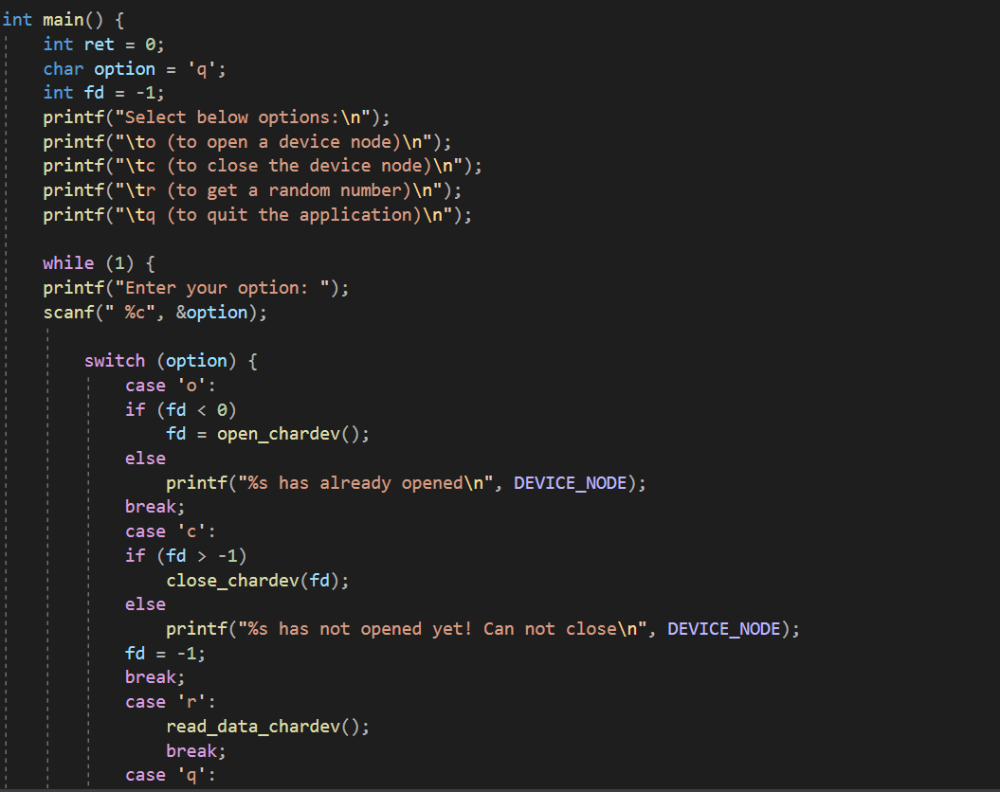 int main() {
    int ret = 0;
    char option = 'q';
    int fd = -1;
    printf("Select below options:\n");
    printf("\to (to open a device node)\n");
    printf("\tc (to close the device node)\n");
    printf("\tr (to get a random number)\n");
    printf("\tq (to quit the application)\n");

    while (1) {
    printf("Enter your option: ");
    scanf(" %c", &option);

        switch (option) {
            case 'o':
            if (fd < 0)
                fd = open_chardev();
            else
                printf("%s has already opened\n", DEVICE_NODE);
            break;
            case 'c':
            if (fd > -1)
                close_chardev(fd);
            else
                printf("%s has not opened yet! Can not close\n", DEVICE_NODE);
            fd = -1;
            break;
            case 'r':
                read_data_chardev();
                break;
            case 'q':